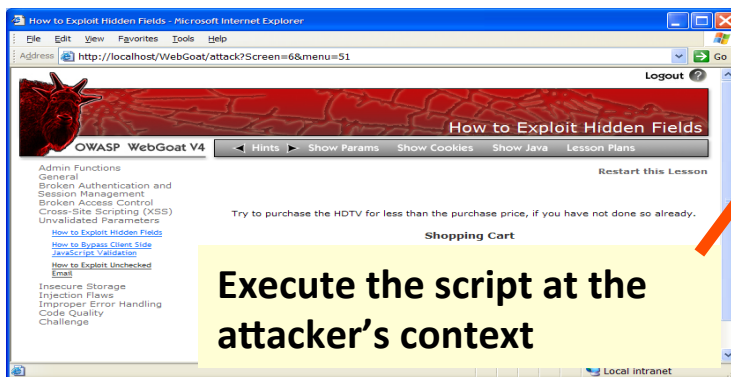 How to Exploit Hidden Fields - Microsoft Internet Explorer
File Edit View Favorites Tools Help
Address http://localhost/WebGoat/attack?Screen=6&menu=51 Go
Logout ?
How to Exploit Hidden Fields
OWASP WebGoat V4 Hints Show Params Show Cookies Show Java Lesson Plans
Restart this Lesson
Admin Functions
General
Broken Authentication and
Session Management
Broken Access Control
Cross-Site Scripting (XSS)
Unvalidated Parameters
How to Exploit Hidden Fields
How to Bypass Client Side
JavaScript Validation
How to Exploit Unchecked
Email
Insecure Storage
Injection Flaws
Improper Error Handling
Code Quality
Challenge
Try to purchase the HDTV for less than the purchase price, if you have not done so already.
Shopping Cart
Execute the script at the
attacker’s context
Local intranet